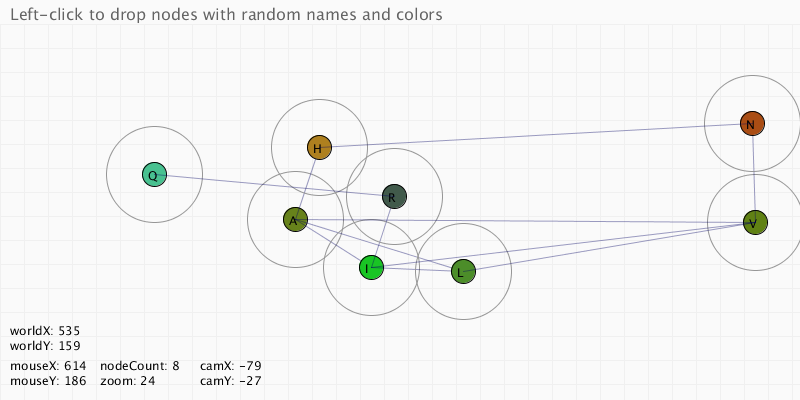 Left-click to drop nodes with random names and colors
N
H
Q
R
A
V
I
L
worldX: 535
worldY: 159
mouseX: 614 nodeCount: 8 camX: -79
mouseY: 186 zoom: 24 camY: -27